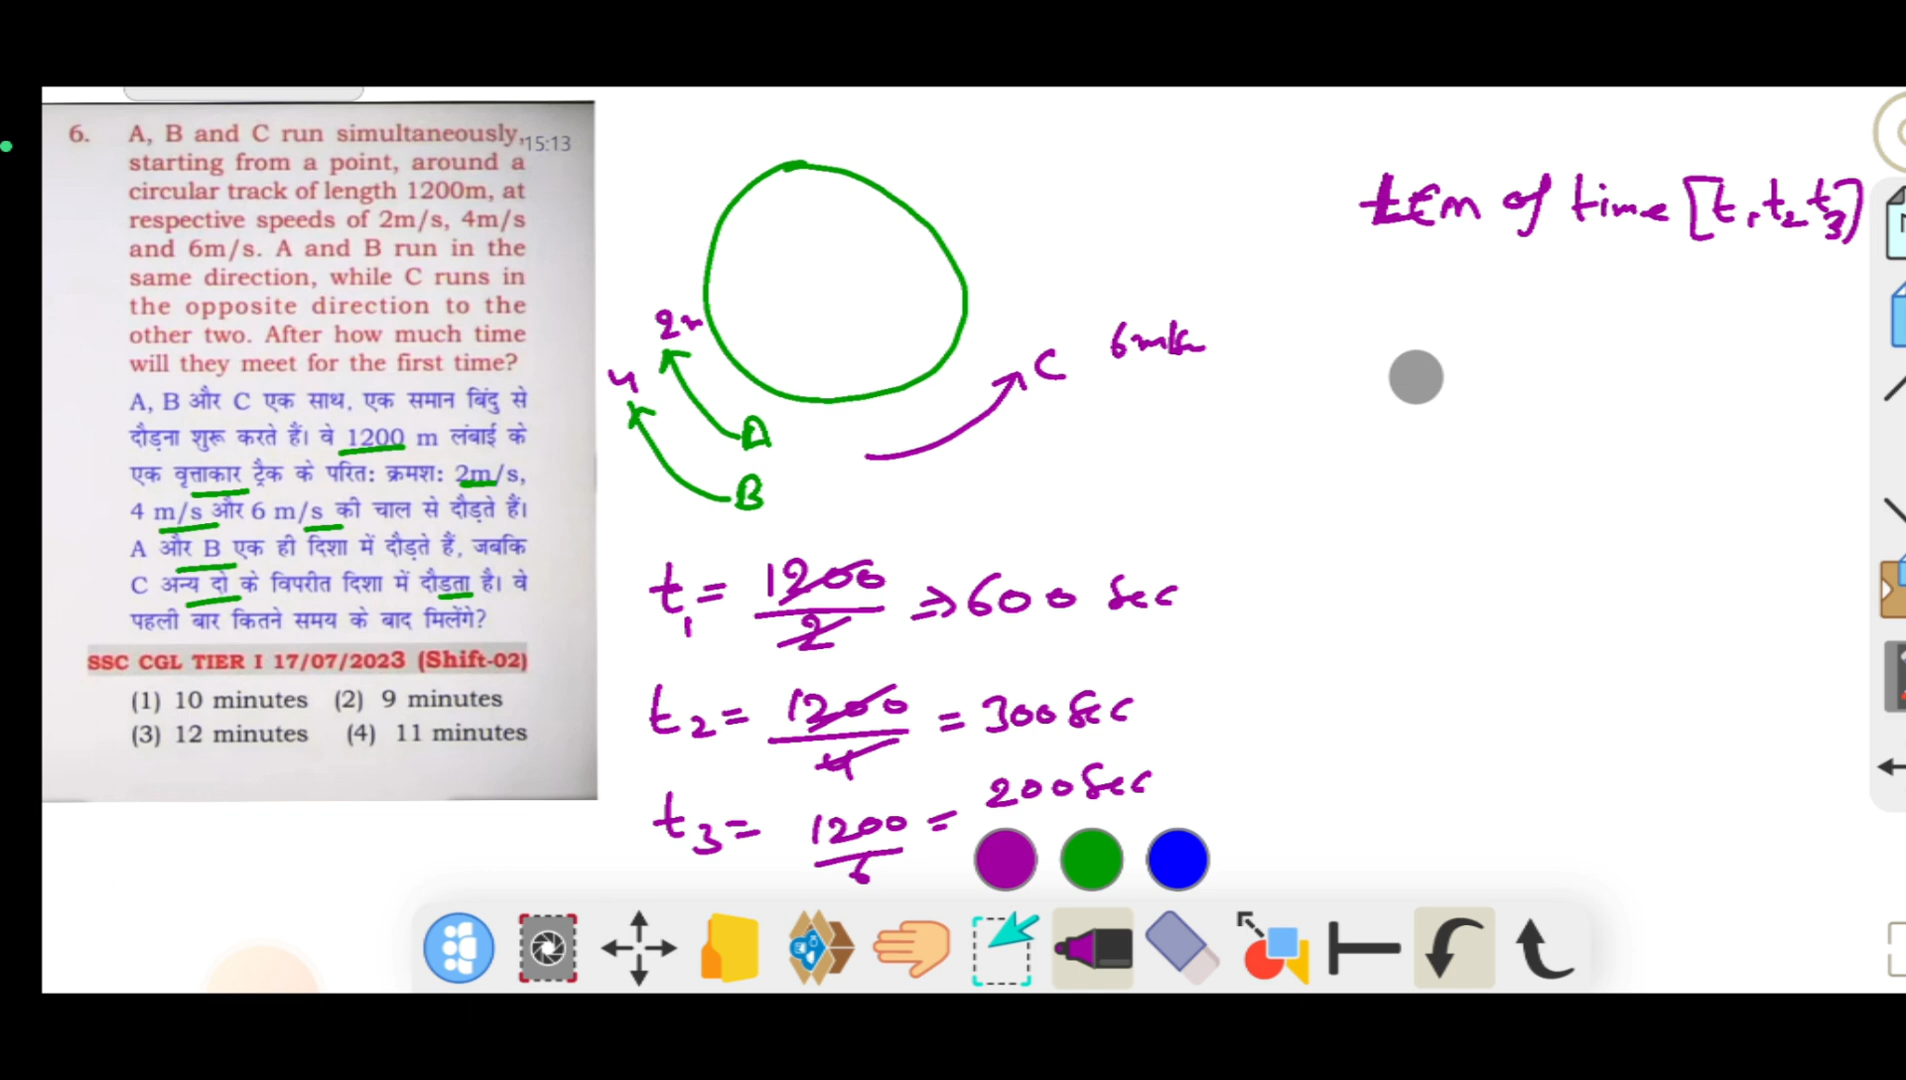 6. A, B and C run simultaneously,
15:13
starting from a point, around a
circular track of length 1200m, at
respective speeds of 2m/s, 4m/s
and 6m/s. A and B run in the
same direction, while C runs in
the opposite direction to the
other two. After how much time
will they meet for the first time?
A, B और C एक साथ, एक समान बिंदु से
दौड़ना शुरू करते हैं। वे 1200 m लंबाई के
एक वृत्ताकार ट्रैक के परित: क्रमश: 2m/s,
4 m/s और 6 m/s की चाल से दौड़ते हैं।
A और B एक ही दिशा में दौड़ते हैं, जबकि
C अन्य दो के विपरीत दिशा में दौड़ता है। वे
पहली बार कितने समय के बाद मिलेंगे?
SSC CGL TIER I 17/07/2023 (Shift-02)
(1) 10 minutes (2) 9 minutes
(3) 12 minutes (4) 11 minutes
2m
4
A
B
C 6m/s
t1 = 1200/2 ⇒ 600 sec
t2 = 1200/4 = 300 sec
t3 = 1200/6 = 200 sec
LCM of time [t1, t2 t3]